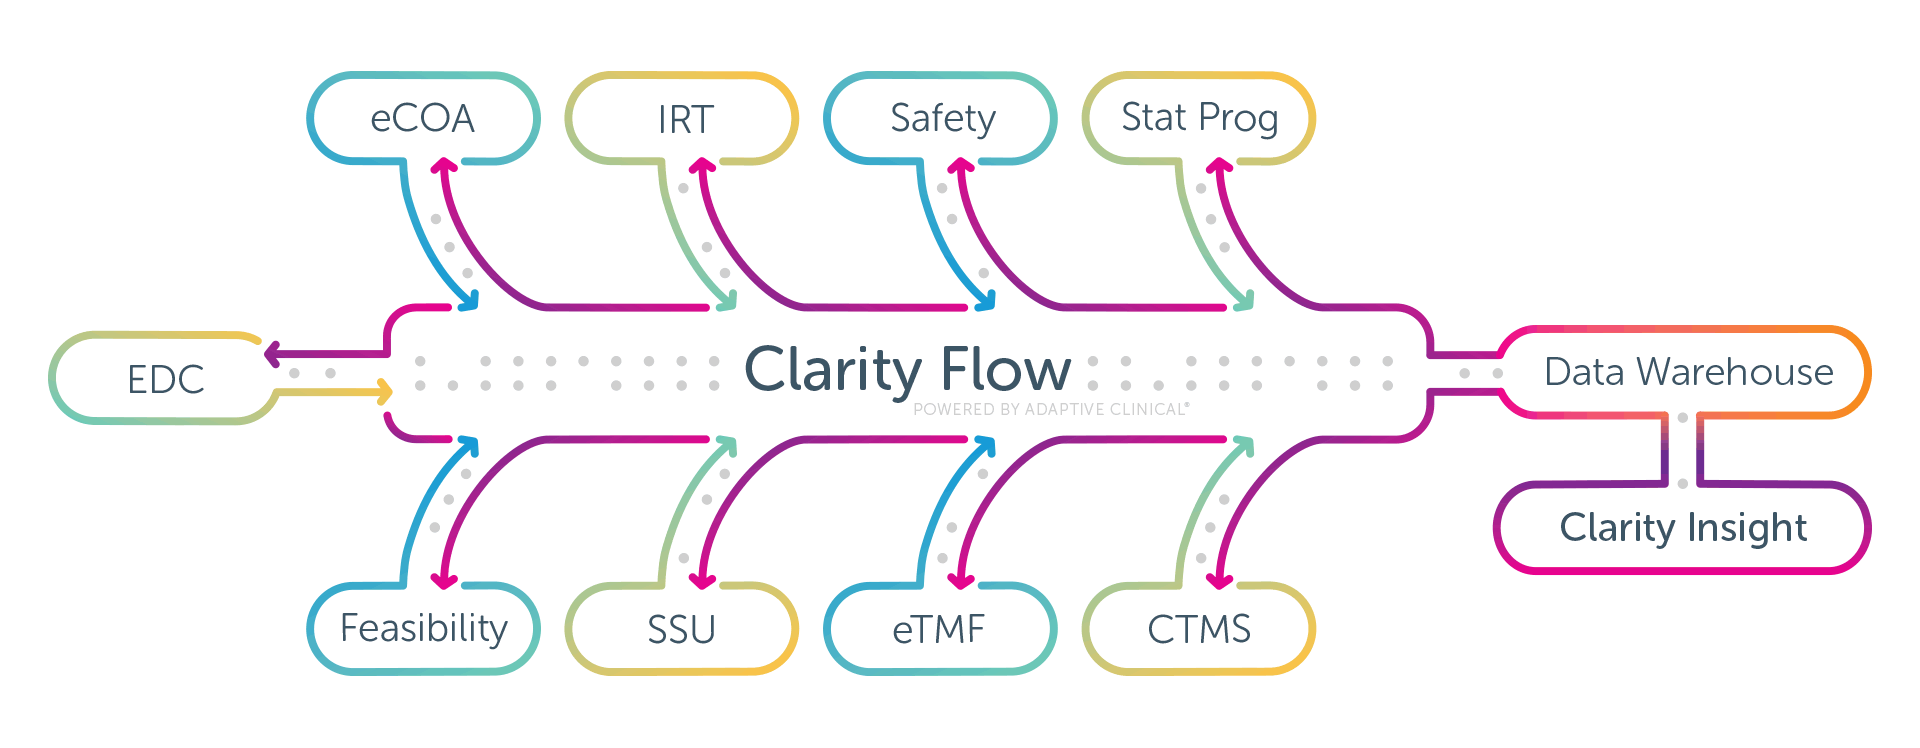 eCOA
IRT
Safety
Stat Prog
EDC
Clarity Flow
POWERED BY ADAPTIVE CLINICAL®
Data Warehouse
Clarity Insight
Feasibility
SSU
eTMF
CTMS